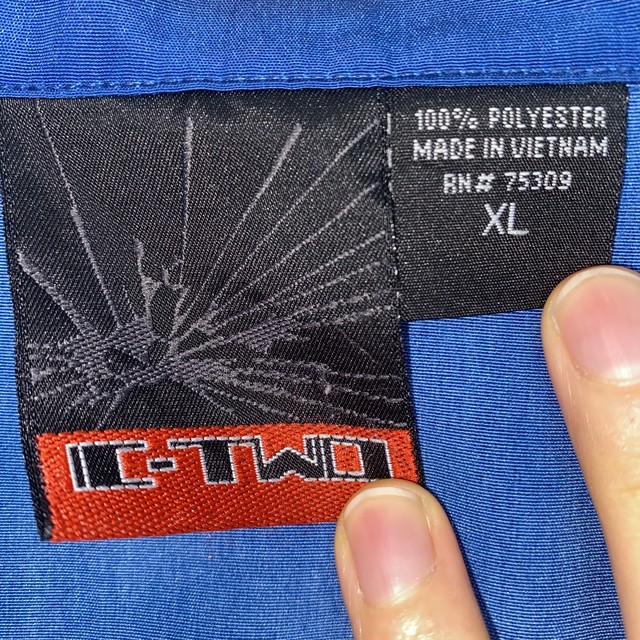 100% POLYESTER
MADE IN VIETNAM
RN# 75309
XL
C-TWO